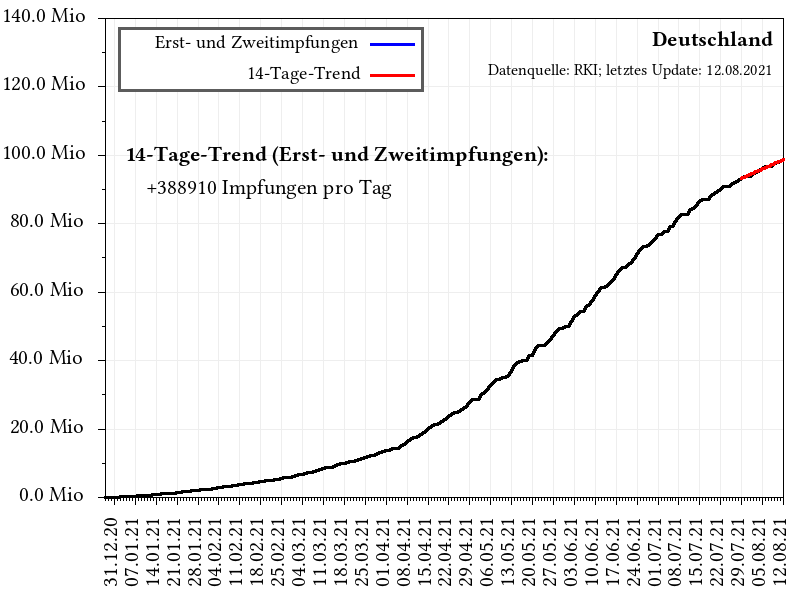 140.0 Mio
120.0 Mio
100.0 Mio
80.0 Mio
60.0 Mio
40.0 Mio
20.0 Mio
0.0 Mio
Erst- und Zweitimpfungen
14-Tage-Trend
Deutschland
Datenquelle: RKI; letztes Update: 12.08.2021
14-Tage-Trend (Erst- und Zweitimpfungen):
+388910 Impfungen pro Tag
31.12.20
07.01.21
14.01.21
21.01.21
28.01.21
04.02.21
11.02.21
18.02.21
25.02.21
04.03.21
11.03.21
18.03.21
25.03.21
01.04.21
08.04.21
15.04.21
22.04.21
29.04.21
06.05.21
13.05.21
20.05.21
27.05.21
03.06.21
10.06.21
17.06.21
24.06.21
01.07.21
08.07.21
15.07.21
22.07.21
29.07.21
05.08.21
12.08.21